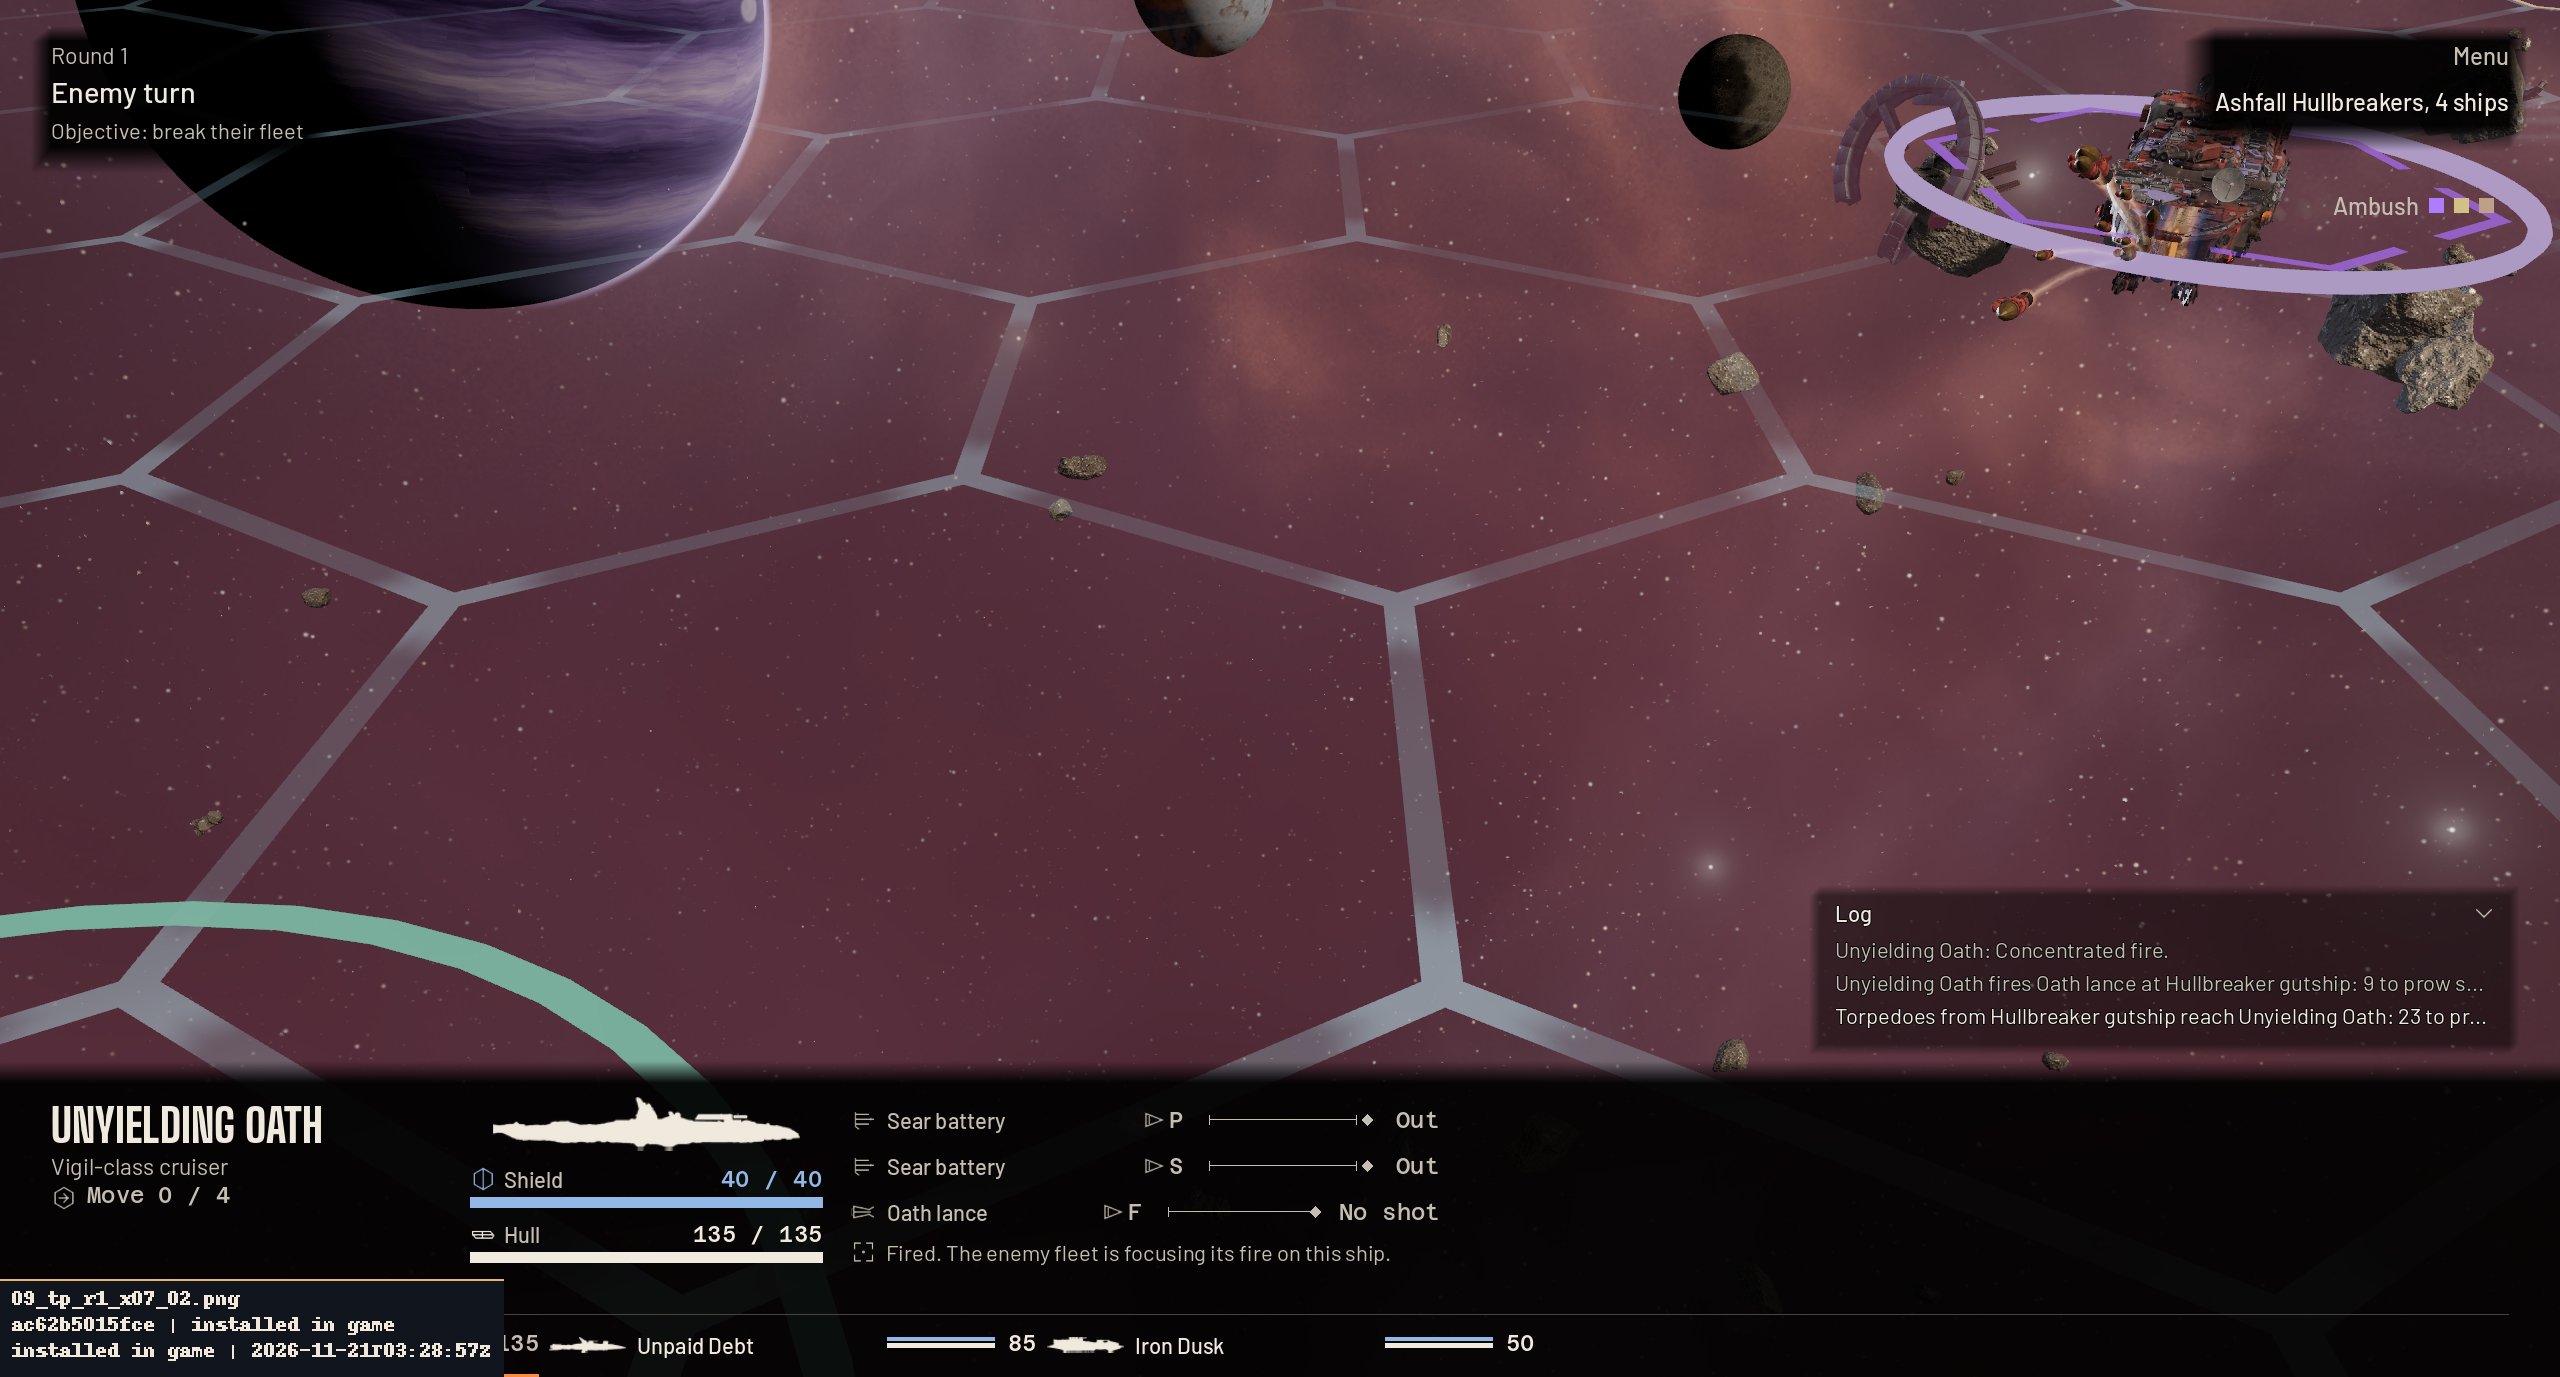 Round 1
Enemy turn
Objective: break their fleet
Menu
Ashfall Hullbreakers, 4 ships
Ambush
Log
Unyielding Oath: Concentrated fire.
Unyielding Oath fires Oath lance at Hullbreaker gutship: 9 to prow s...
Torpedoes from Hullbreaker gutship reach Unyielding Oath: 23 to pr...
UNYIELDING OATH
Vigil-class cruiser
Move 0 / 4
Shield 40 / 40
Hull 135 / 135
Sear battery P Out
Sear battery S Out
Oath lance F No shot
Fired. The enemy fleet is focusing its fire on this ship.
09_tp_r1_x07_02.png
ac62b5015fce | installed in game
installed in game | 2026-11-21T03:28:57Z
135 Unpaid Debt 85 Iron Dusk 50